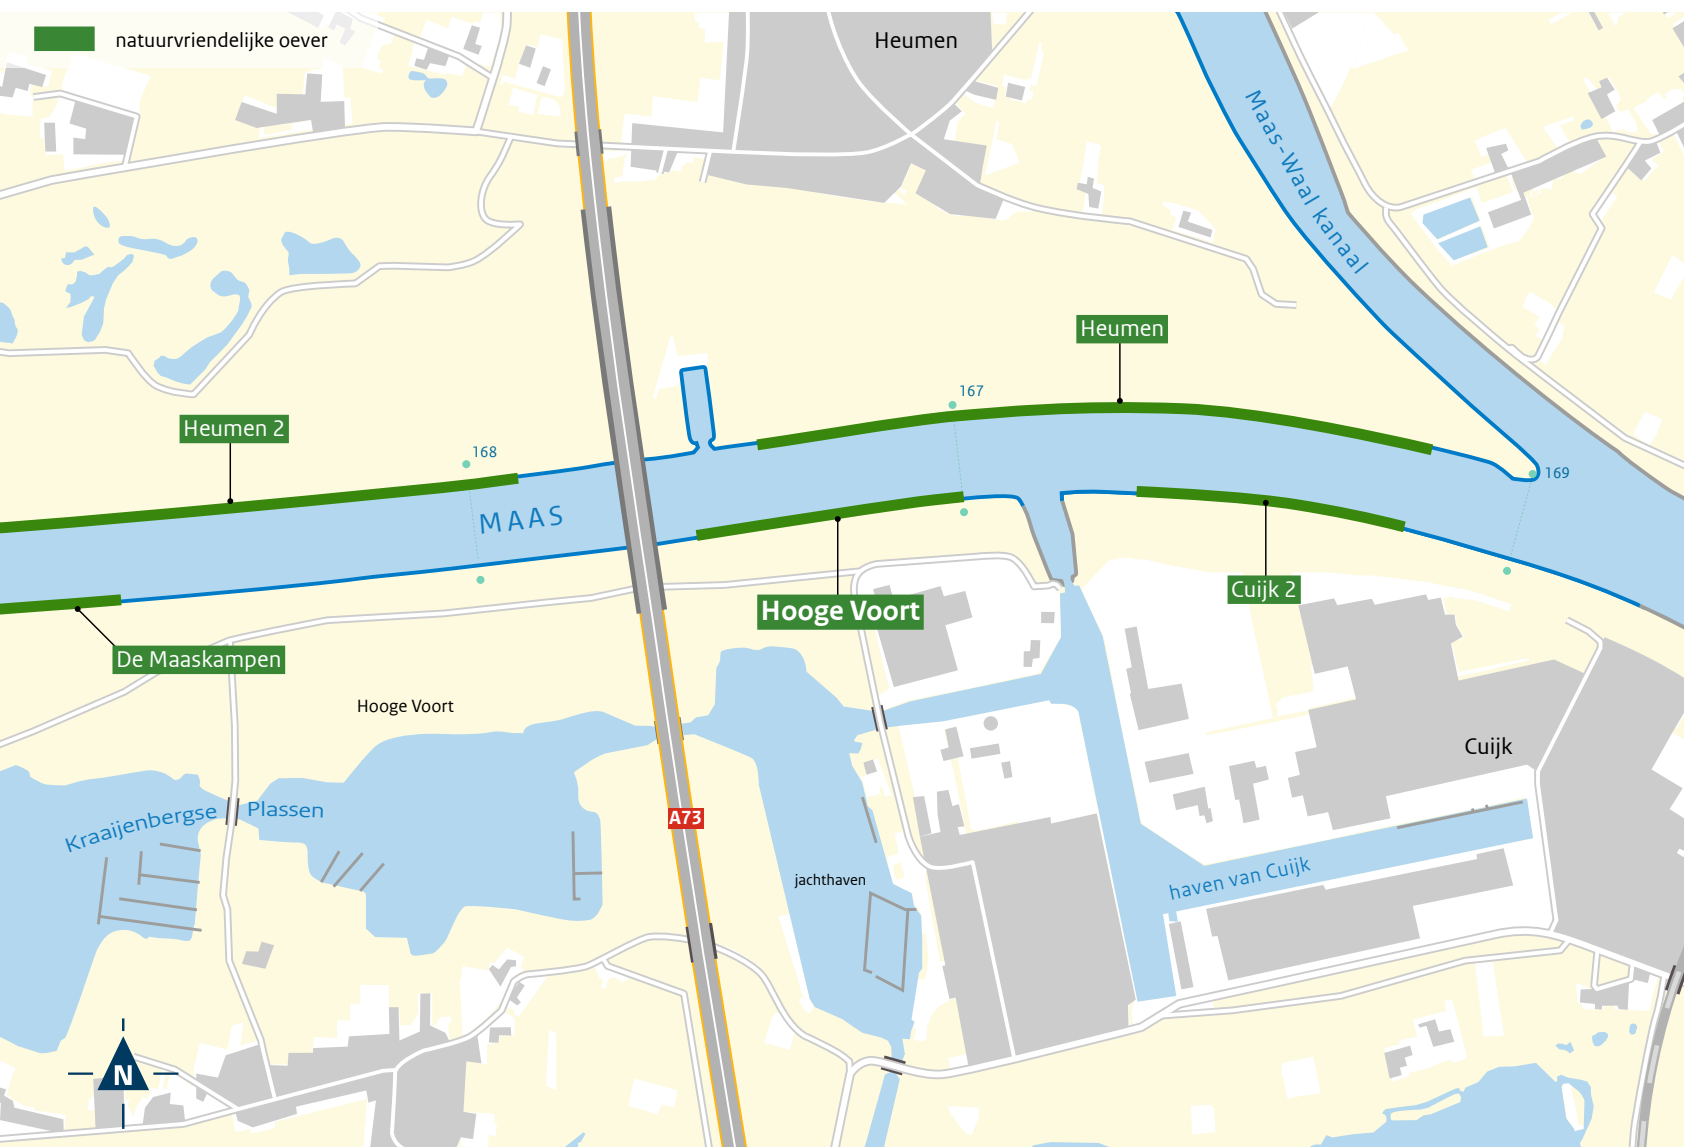 natuurvriendelijke oever
Heumen
Maas-Waal kanaal
Heumen
167
Heumen 2
168
169
MAAS
Cuijk 2
Hooge Voort
De Maaskampen
Hooge Voort
Cuijk
Kraaijenbergse Plassen
A73
jachthaven
haven van Cuijk
N